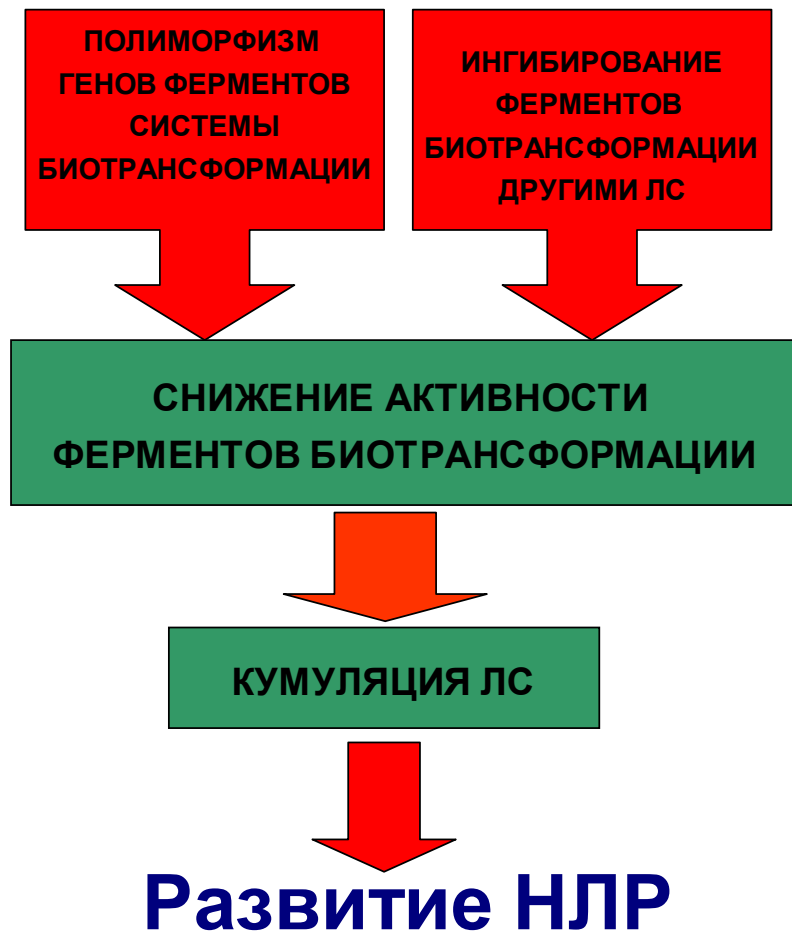 ПОЛИМОРФИЗМ
ГЕНОВ ФЕРМЕНТОВ
СИСТЕМЫ
БИОТРАНСФОРМАЦИИ
ИНГИБИРОВАНИЕ
ФЕРМЕНТОВ
БИОТРАНСФОРМАЦИИ
ДРУГИМИ ЛС
СНИЖЕНИЕ АКТИВНОСТИ
ФЕРМЕНТОВ БИОТРАНСФОРМАЦИИ
КУМУЛЯЦИЯ ЛС
Развитие НЛР